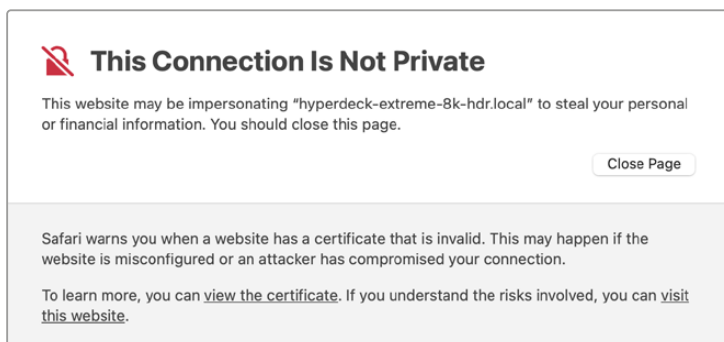 This Connection Is Not Private
This website may be impersonating “hyperdeck-extreme-8k-hdr.local” to steal your personal
or financial information. You should close this page.
Close Page
Safari warns you when a website has a certificate that is invalid. This may happen if the
website is misconfigured or an attacker has compromised your connection.
To learn more, you can view the certificate. If you understand the risks involved, you can visit
this website.